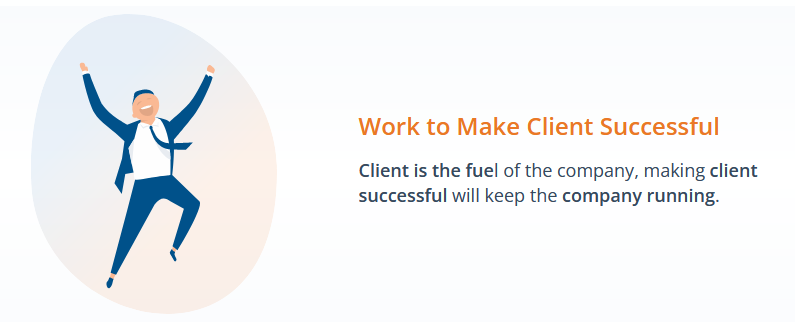 Work to Make Client Successful
Client is the fuel of the company, making client
successful will keep the company running.